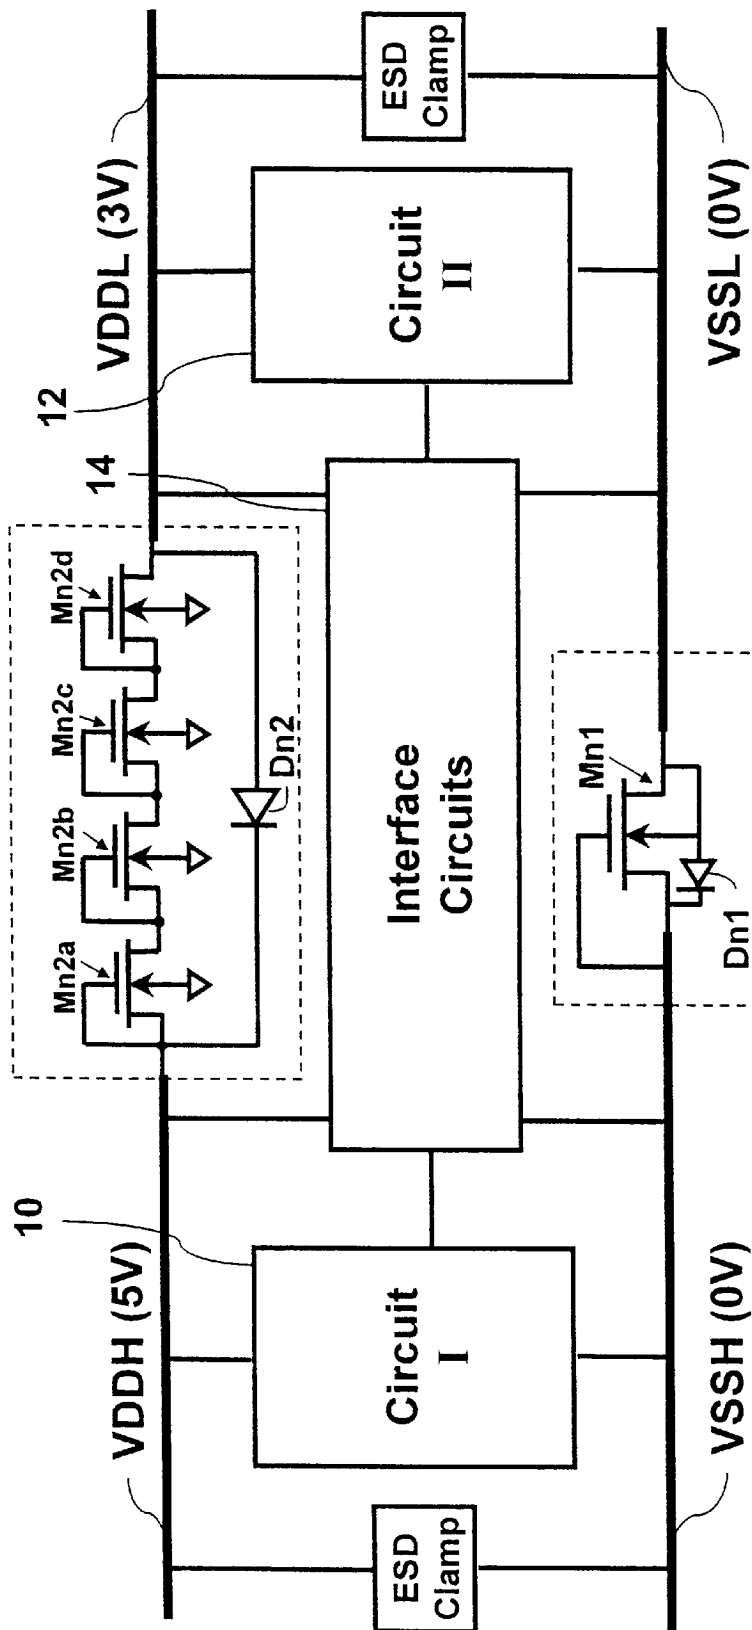 VDDH (5V)
10
Mn2a
Mn2b
Mn2c
Mn2d
Dn2
14
12
VDDL (3V)
ESD
Clamp
Circuit
I
Interface
Circuits
Circuit
II
ESD
Clamp
VSSH (0V)
Dn1
Mn1
VSSL (0V)